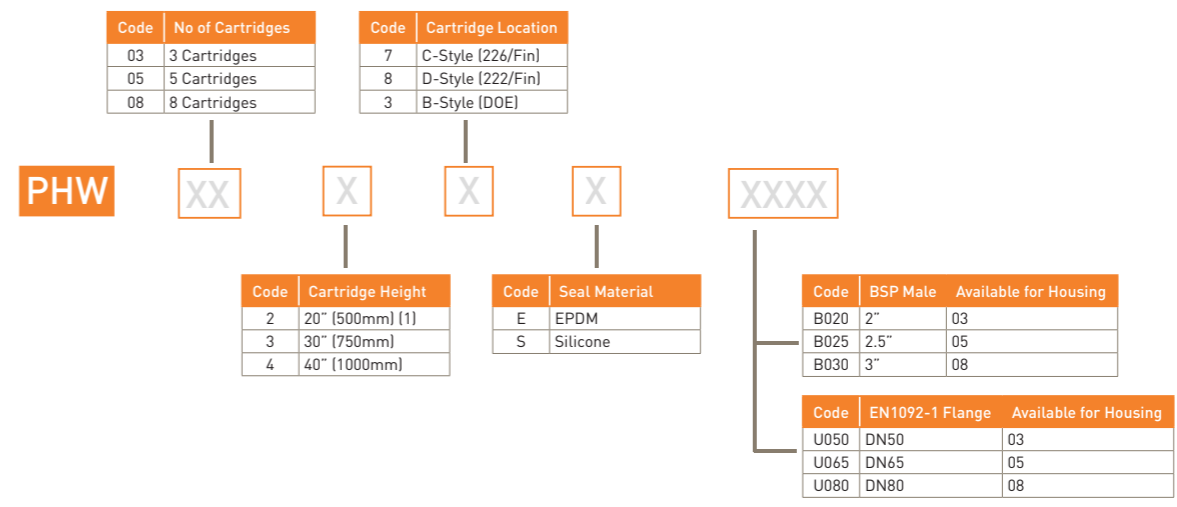 Code No of Cartridges
03 3 Cartridges
05 5 Cartridges
08 8 Cartridges
Code Cartridge Location
7 C-Style (226/Fin)
8 D-Style (222/Fin)
3 B-Style (DOE)
PHW XX X X X XXXX
Code Cartridge Height
2 20” (500mm) (1)
3 30” (750mm)
4 40” (1000mm)
Code Seal Material
E EPDM
S Silicone
Code BSP Male Available for Housing
B020 2” 03
B025 2.5” 05
B030 3” 08
Code EN1092-1 Flange Available for Housing
U050 DN50 03
U065 DN65 05
U080 DN80 08